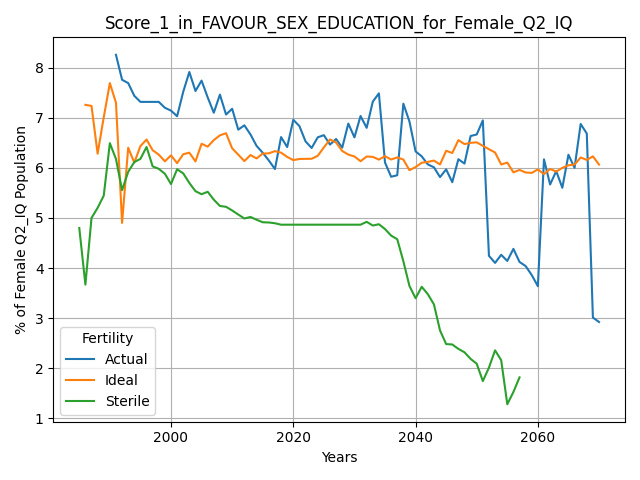 Score_1_in_FAVOUR_SEX_EDUCATION_for_Female_Q2_IQ
% of Female Q2_IQ Population
8
7
6
5
4
3
2
1
Fertility
Actual
Ideal
Sterile
2000
2020
2040
2060
Years